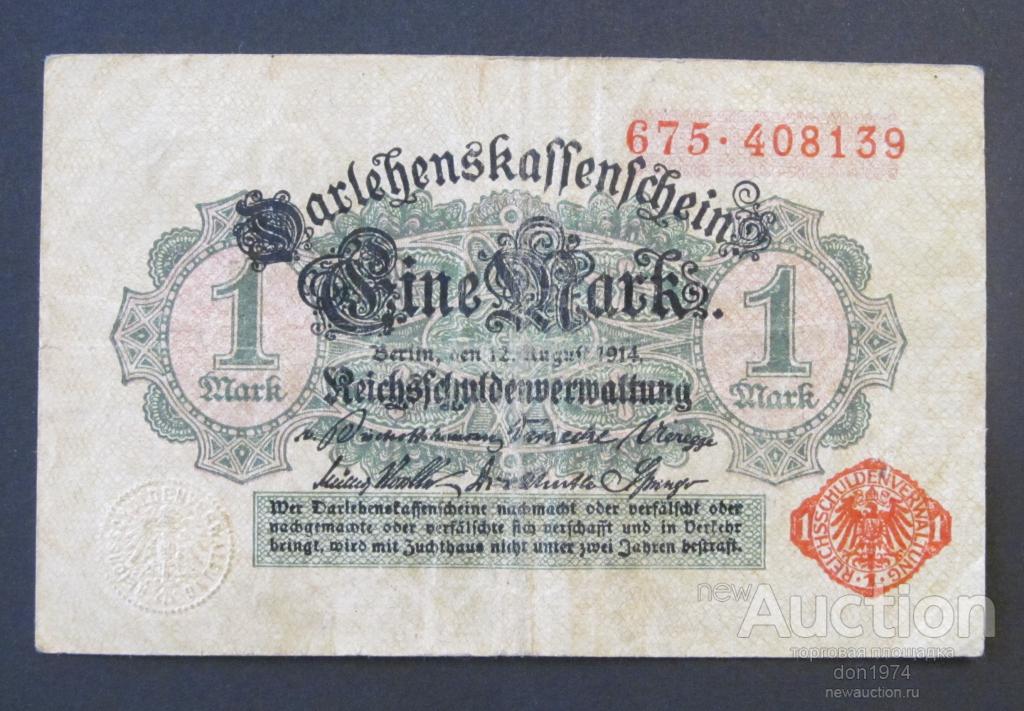 675·408139
Darlehenskassenschein
Eine Mark.
1 Mark
1 Mark
Berlin, den 12. August 1914.
Reichsschuldenverwaltung
Wer Darlehenskassenscheine nachmacht oder verfälscht oder
nachgemachte oder verfälschte sich verschafft und in Verkehr
bringt, wird mit Zuchthaus nicht unter zwei Jahren bestraft.
REICHSSCHULDENVERWALTUNG
1 1
·1·
newAuction
торговая площадка
don1974
newauction.ru